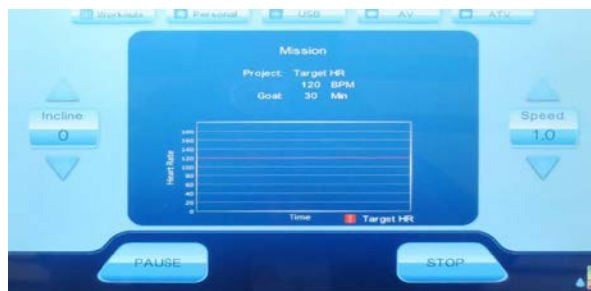 Workouts Personal USB AV ATV
Mission
Project: Target HR
120 BPM
Goal: 30 Min
Incline
0
Speed
1.0
Heart Rate
180
160
140
120
100
80
60
40
20
0
Time
Target HR
PAUSE
STOP